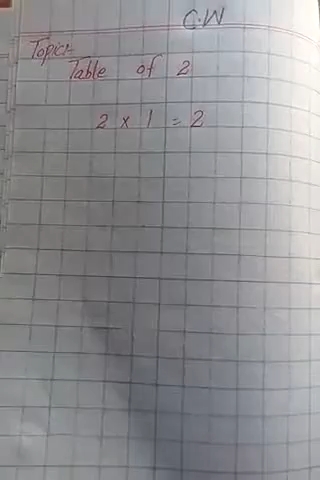 C.W
Topic:-
Table of 2
2 × 1 = 2